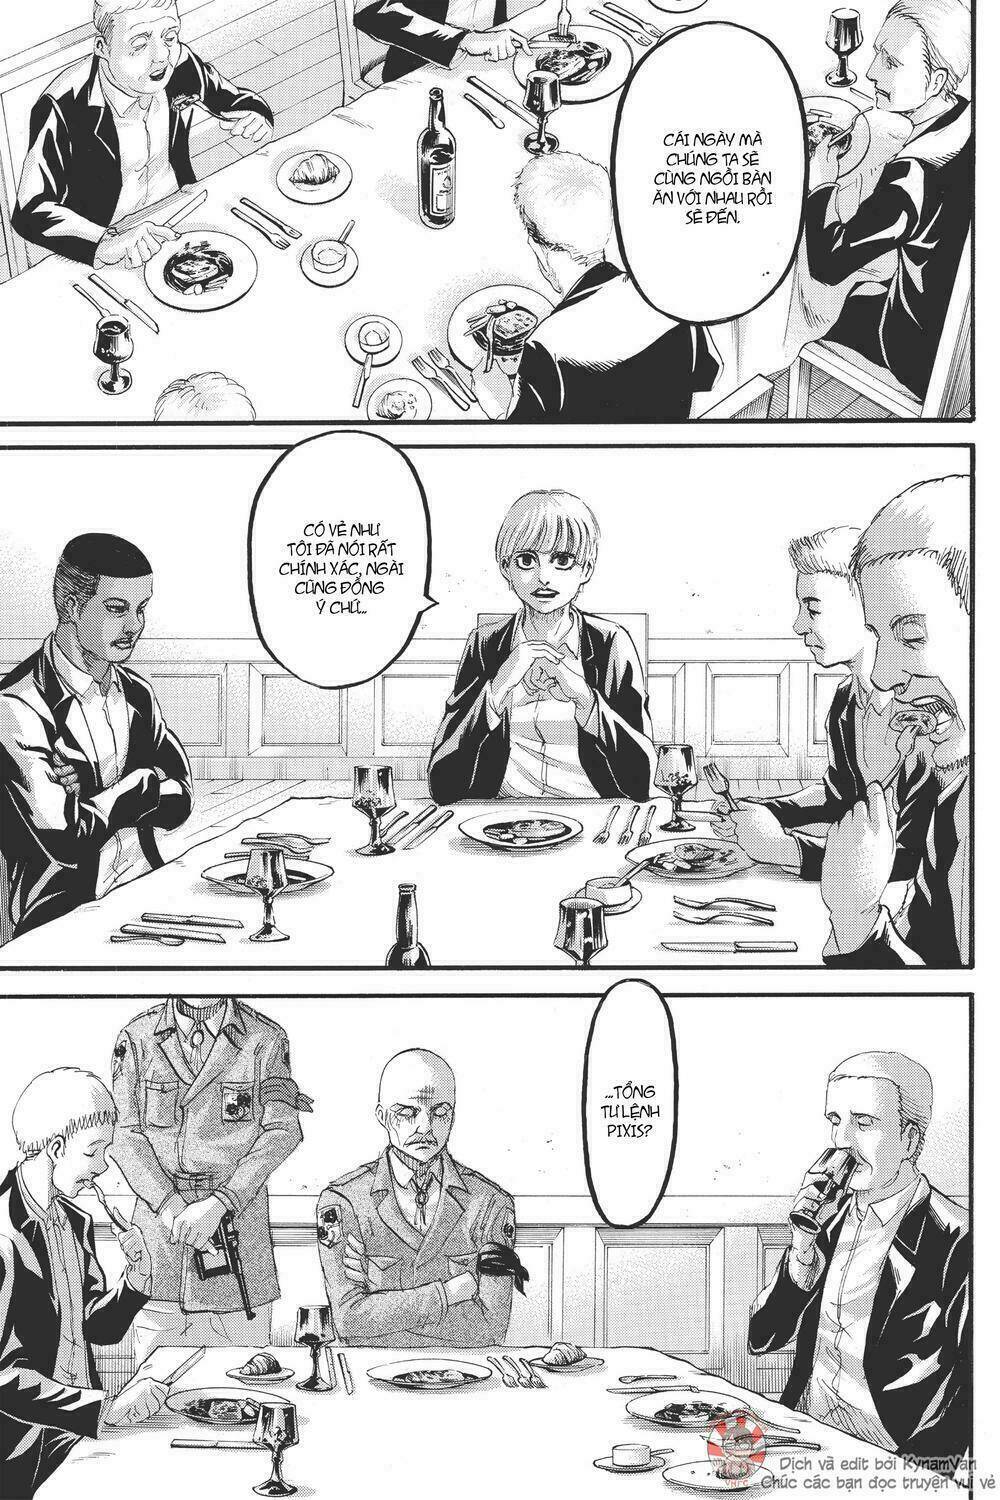 CÁI NGÀY MÀ
CHÚNG TA SẼ
CÙNG NGỒI BÀN
ĂN VỚI NHAU RỒI
SẼ ĐẾN.
CÓ VẺ NHƯ
TÔI ĐÃ NÓI RẤT
CHÍNH XÁC, NGÀI
CŨNG ĐỒNG
Ý CHỨ...
...TỔNG
TƯ LỆNH
PIXIS?
Dịch và edit bởi KynamVan
Chúc các bạn đọc truyện vui vẻ